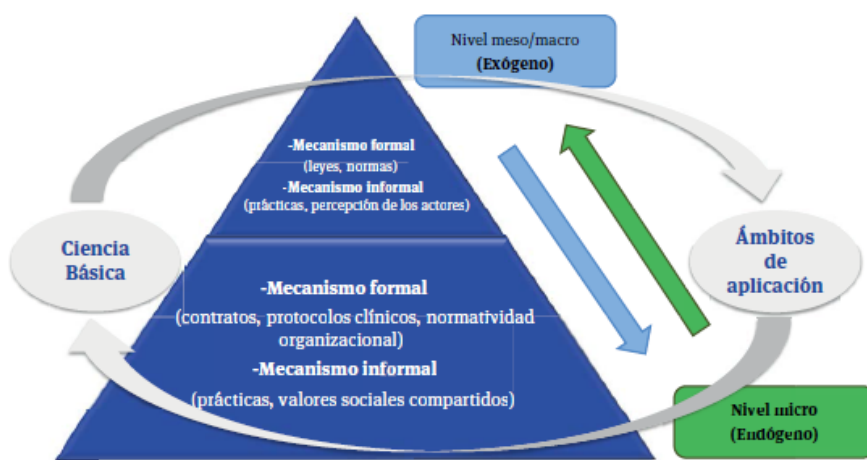 Nivel meso/macro
(Exógeno)
-Mecanismo formal
(leyes, normas)
-Mecanismo informal
(prácticas, percepción de los actores)
Ciencia
Básica
Ámbitos
de
aplicación
-Mecanismo formal
(contratos, protocolos clínicos, normatividad
organizacional)
-Mecanismo informal
(prácticas, valores sociales compartidos)
Nivel micro
(Endógeno)